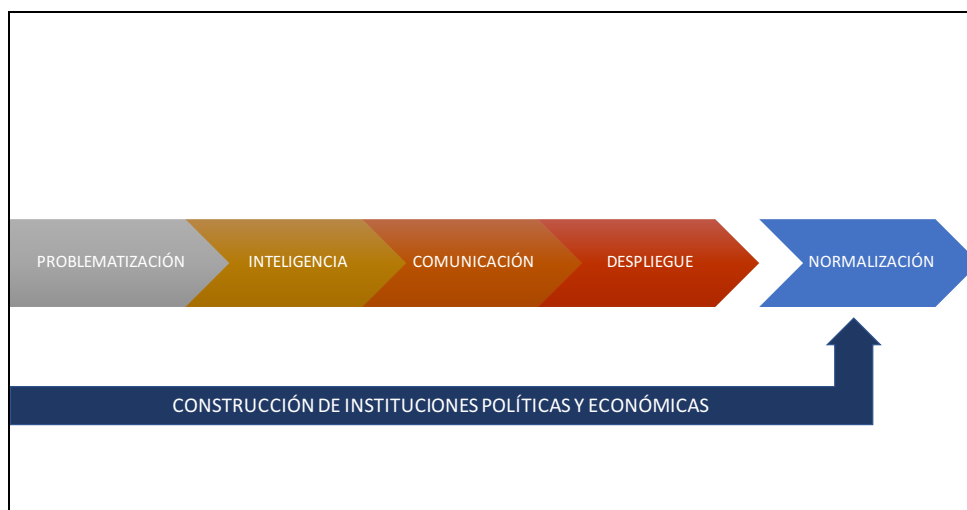 PROBLEMATIZACIÓN
INTELIGENCIA
COMUNICACIÓN
DESPLIEGUE
NORMALIZACIÓN
CONSTRUCCIÓN DE INSTITUCIONES POLÍTICAS Y ECONÓMICAS